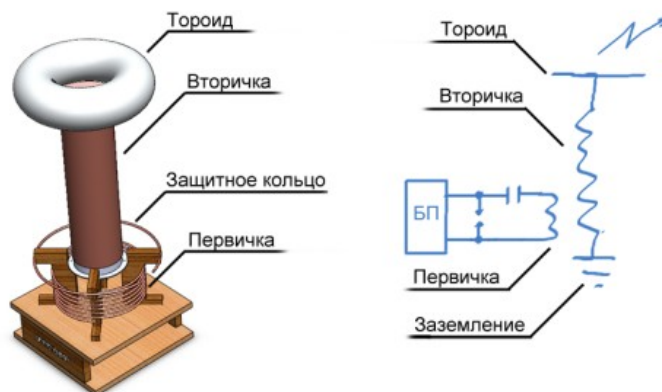 Тороид
Вторичка
Защитное кольцо
Первичка
Тороид
Вторичка
БП
Первичка
Заземление